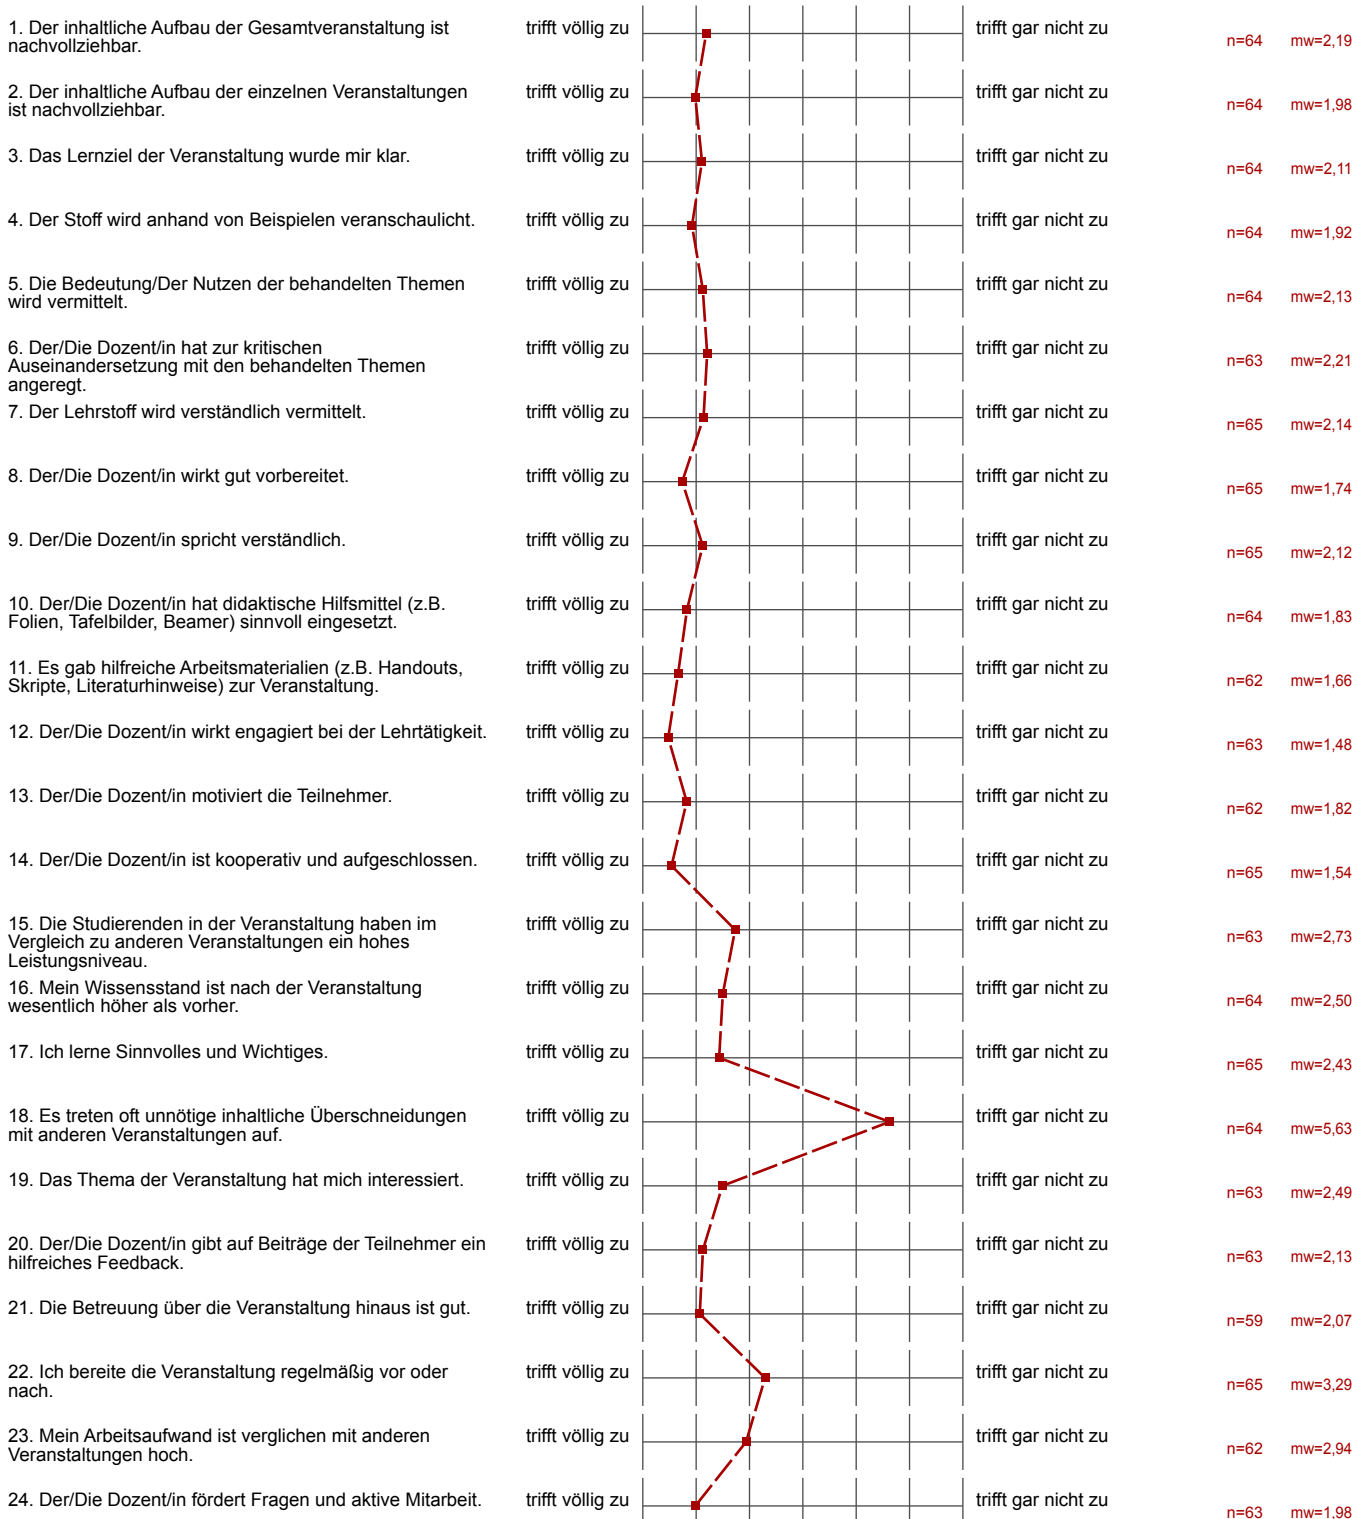 1. Der inhaltliche Aufbau der Gesamtveranstaltung ist
nachvollziehbar.
trifft völlig zu
trifft gar nicht zu
n=64 mw=2,19
2. Der inhaltliche Aufbau der einzelnen Veranstaltungen
ist nachvollziehbar.
trifft völlig zu
trifft gar nicht zu
n=64 mw=1,98
3. Das Lernziel der Veranstaltung wurde mir klar.
trifft völlig zu
trifft gar nicht zu
n=64 mw=2,11
4. Der Stoff wird anhand von Beispielen veranschaulicht.
trifft völlig zu
trifft gar nicht zu
n=64 mw=1,92
5. Die Bedeutung/Der Nutzen der behandelten Themen
wird vermittelt.
trifft völlig zu
trifft gar nicht zu
n=64 mw=2,13
6. Der/Die Dozent/in hat zur kritischen
Auseinandersetzung mit den behandelten Themen
angeregt.
trifft völlig zu
trifft gar nicht zu
n=63 mw=2,21
7. Der Lehrstoff wird verständlich vermittelt.
trifft völlig zu
trifft gar nicht zu
n=65 mw=2,14
8. Der/Die Dozent/in wirkt gut vorbereitet.
trifft völlig zu
trifft gar nicht zu
n=65 mw=1,74
9. Der/Die Dozent/in spricht verständlich.
trifft völlig zu
trifft gar nicht zu
n=65 mw=2,12
10. Der/Die Dozent/in hat didaktische Hilfsmittel (z.B.
Folien, Tafelbilder, Beamer) sinnvoll eingesetzt.
trifft völlig zu
trifft gar nicht zu
n=64 mw=1,83
11. Es gab hilfreiche Arbeitsmaterialien (z.B. Handouts,
Skripte, Literaturhinweise) zur Veranstaltung.
trifft völlig zu
trifft gar nicht zu
n=62 mw=1,66
12. Der/Die Dozent/in wirkt engagiert bei der Lehrtätigkeit.
trifft völlig zu
trifft gar nicht zu
n=63 mw=1,48
13. Der/Die Dozent/in motiviert die Teilnehmer.
trifft völlig zu
trifft gar nicht zu
n=62 mw=1,82
14. Der/Die Dozent/in ist kooperativ und aufgeschlossen.
trifft völlig zu
trifft gar nicht zu
n=65 mw=1,54
15. Die Studierenden in der Veranstaltung haben im
Vergleich zu anderen Veranstaltungen ein hohes
Leistungsniveau.
trifft völlig zu
trifft gar nicht zu
n=63 mw=2,73
16. Mein Wissensstand ist nach der Veranstaltung
wesentlich höher als vorher.
trifft völlig zu
trifft gar nicht zu
n=64 mw=2,50
17. Ich lerne Sinnvolles und Wichtiges.
trifft völlig zu
trifft gar nicht zu
n=65 mw=2,43
18. Es treten oft unnötige inhaltliche Überschneidungen
mit anderen Veranstaltungen auf.
trifft völlig zu
trifft gar nicht zu
n=64 mw=5,63
19. Das Thema der Veranstaltung hat mich interessiert.
trifft völlig zu
trifft gar nicht zu
n=63 mw=2,49
20. Der/Die Dozent/in gibt auf Beiträge der Teilnehmer ein
hilfreiches Feedback.
trifft völlig zu
trifft gar nicht zu
n=63 mw=2,13
21. Die Betreuung über die Veranstaltung hinaus ist gut.
trifft völlig zu
trifft gar nicht zu
n=59 mw=2,07
22. Ich bereite die Veranstaltung regelmäßig vor oder
nach.
trifft völlig zu
trifft gar nicht zu
n=65 mw=3,29
23. Mein Arbeitsaufwand ist verglichen mit anderen
Veranstaltungen hoch.
trifft völlig zu
trifft gar nicht zu
n=62 mw=2,94
24. Der/Die Dozent/in fördert Fragen und aktive Mitarbeit.
trifft völlig zu
trifft gar nicht zu
n=63 mw=1,98